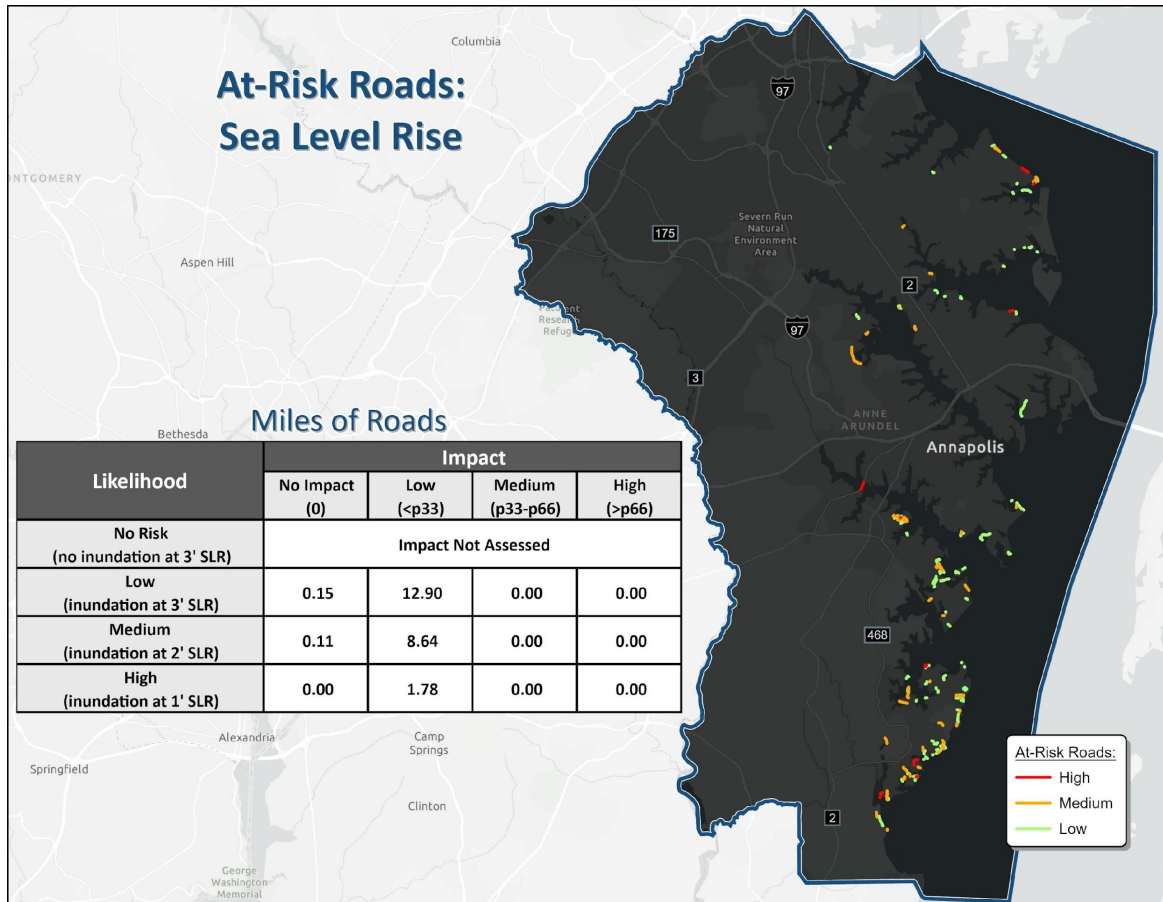 Columbia
At-Risk Roads:
Sea Level Rise
97
ONTGOMERY
Severn Run
Natural
Environment
Area
175
Aspen Hill
2
Patuxent
Research
Refuge
97
3
Miles of Roads
ANNE
ARUNDEL
Bethesda
Annapolis
Likelihood
Impact
No Impact
(0)
Low
(<p33)
Medium
(p33-p66)
High
(>p66)
No Risk
(no inundation at 3' SLR)
Impact Not Assessed
Low
(inundation at 3' SLR)
0.15
12.90
0.00
0.00
Medium
(inundation at 2' SLR)
0.11
8.64
0.00
0.00
High
(inundation at 1' SLR)
0.00
1.78
0.00
0.00
468
Alexandria
Camp
Springs
Springfield
Clinton
2
George
Washington
Memorial
At-Risk Roads:
High
Medium
Low